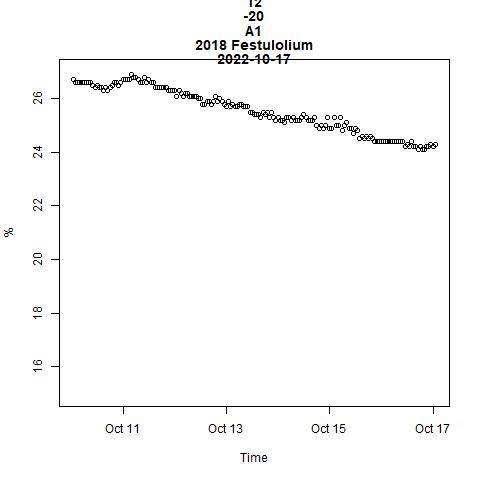 T2
-20
A1
2018 Festulolium
2022-10-17
%
26
24
22
20
18
16
Oct 11
Oct 13
Oct 15
Oct 17
Time